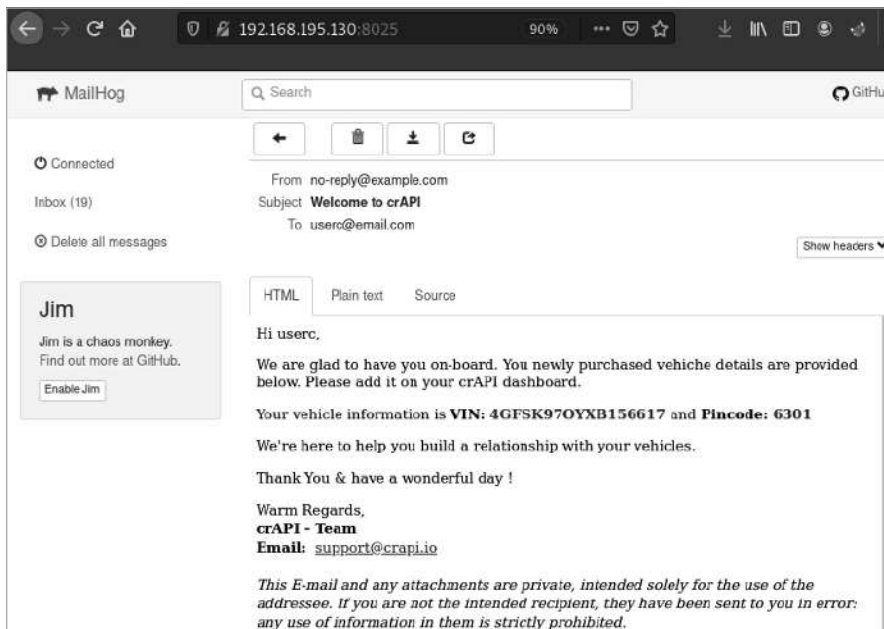 192.168.195.130:8025 90%
MailHog Search GitHu
Connected
Inbox (19)
Delete all messages
Jim
Jim is a chaos monkey.
Find out more at GitHub.
Enable Jim
From no-reply@example.com
Subject Welcome to crAPI
To userc@email.com
Show headers
HTML Plain text Source
Hi userc,
We are glad to have you on-board. You newly purchased vehiche details are provided
below. Please add it on your crAPI dashboard.
Your vehicle information is VIN: 4GFSK97OYXB156617 and Pincode: 6301
We're here to help you build a relationship with your vehicles.
Thank You & have a wonderful day !
Warm Regards,
crAPI - Team
Email: support@crapi.io
This E-mail and any attachments are private, intended solely for the use of the
addressee. If you are not the intended recipient, they have been sent to you in error:
any use of information in them is strictly prohibited.